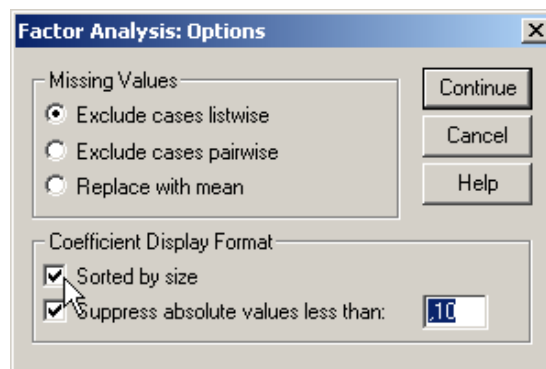 Factor Analysis: Options
Missing Values
Exclude cases listwise
Exclude cases pairwise
Replace with mean
Continue
Cancel
Help
Coefficient Display Format
Sorted by size
Suppress absolute values less than: ,10